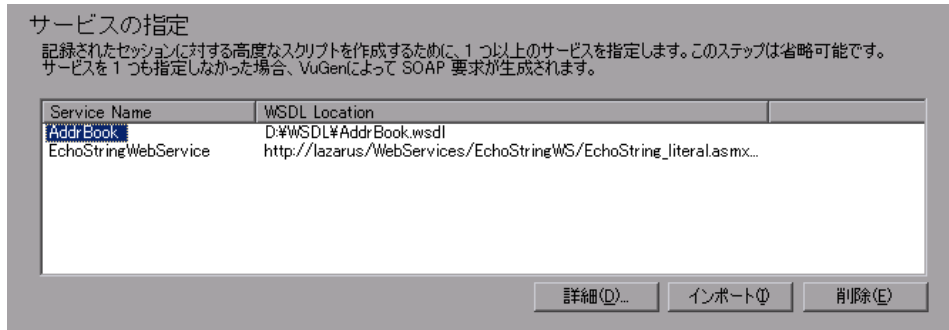 サービスの指定
記録されたセッションに対する高度なスクリプトを作成するために、1 つ以上のサービスを指定します。このステップは省略可能です。
サービスを 1 つも指定しなかった場合、VuGenによって SOAP 要求が生成されます。
Service Name WSDL Location
AddrBook D:¥WSDL¥AddrBook.wsdl
EchoStringWebService http://lazarus/WebServices/EchoStringWS/EchoString_literal.asmx...
詳細(D)... インポート(I) 削除(E)